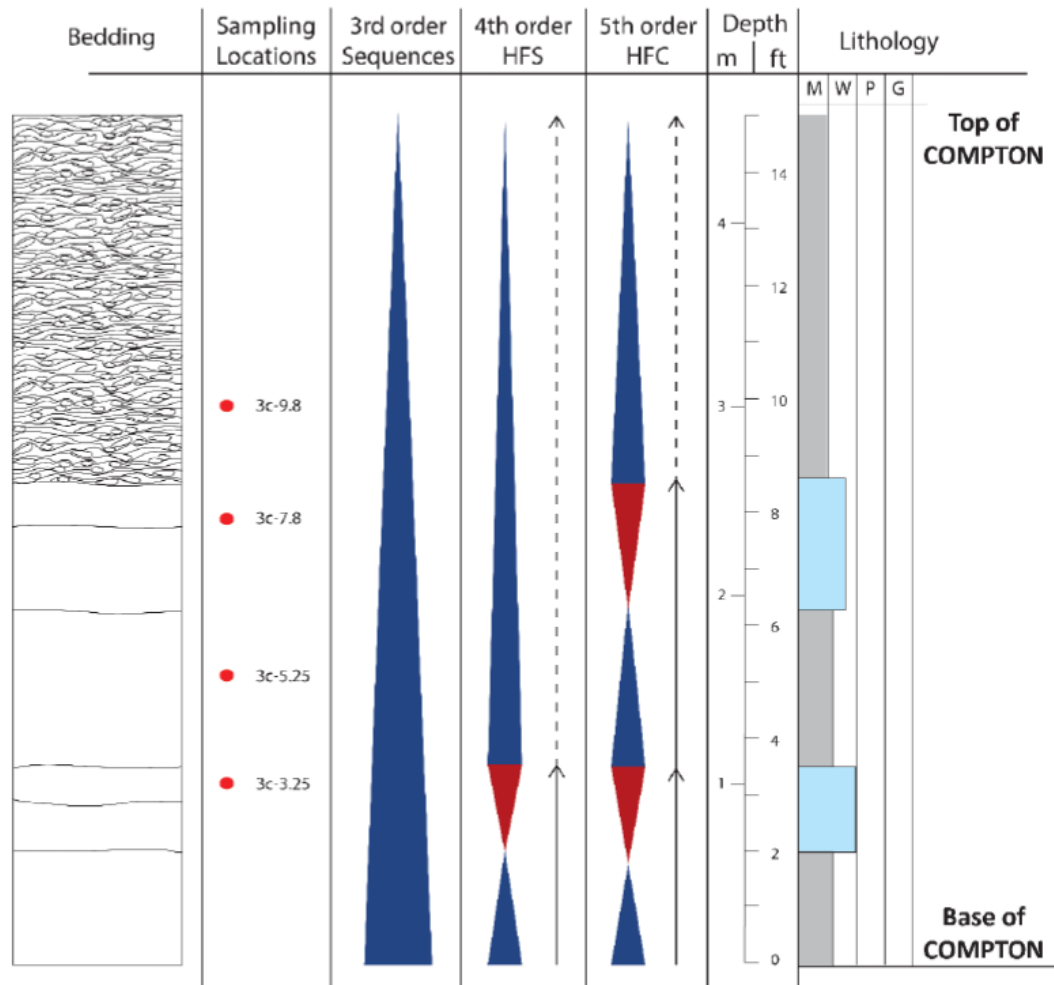 Bedding
Sampling
Locations
3rd order
Sequences
4th order
HFS
5th order
HFC
Depth
m ft
Lithology
M W P G
Top of
COMPTON
14
4
12
3c-9.8
3
10
3c-7.8
8
2
6
3c-5.25
4
3c-3.25
1
2
Base of
COMPTON
0